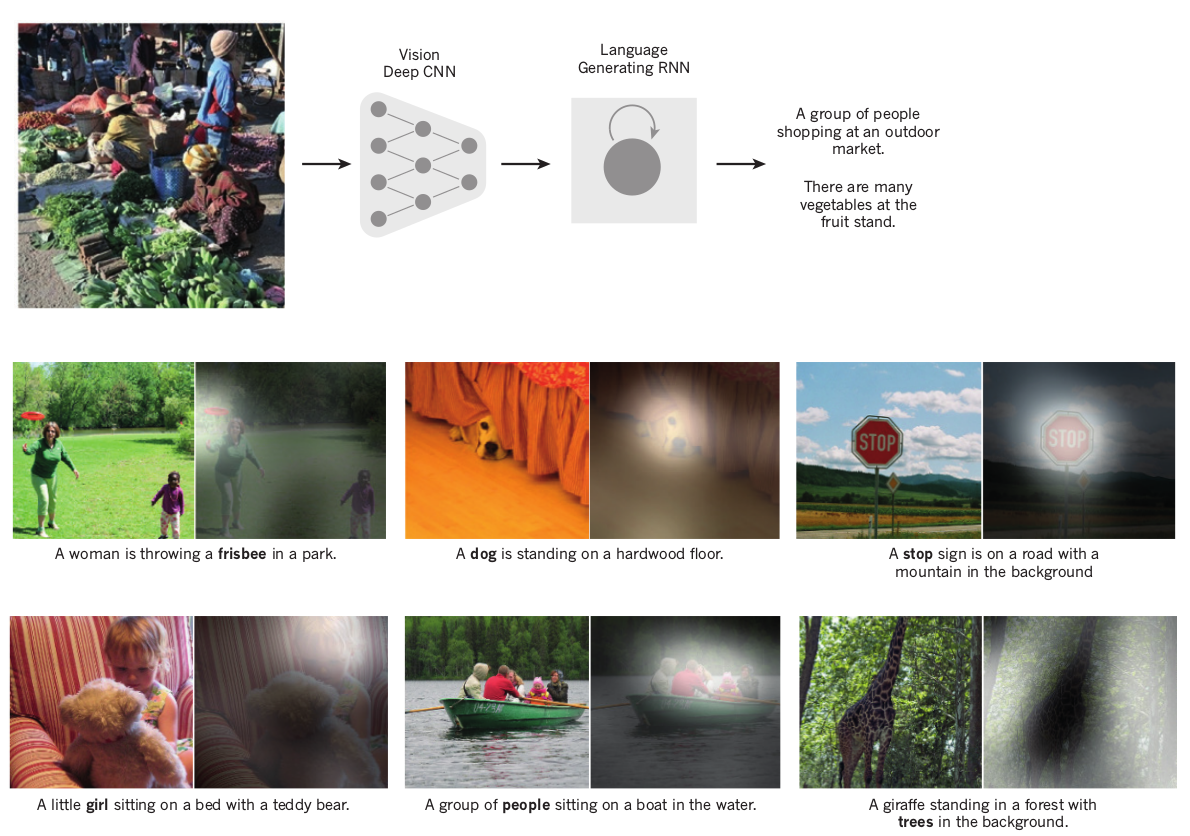 Vision
Deep CNN
Language
Generating RNN
A group of people
shopping at an outdoor
market.
There are many
vegetables at the
fruit stand.
STOP
STOP
A woman is throwing a frisbee in a park.
A dog is standing on a hardwood floor.
A stop sign is on a road with a
mountain in the background
A little girl sitting on a bed with a teddy bear.
A group of people sitting on a boat in the water.
A giraffe standing in a forest with
trees in the background.